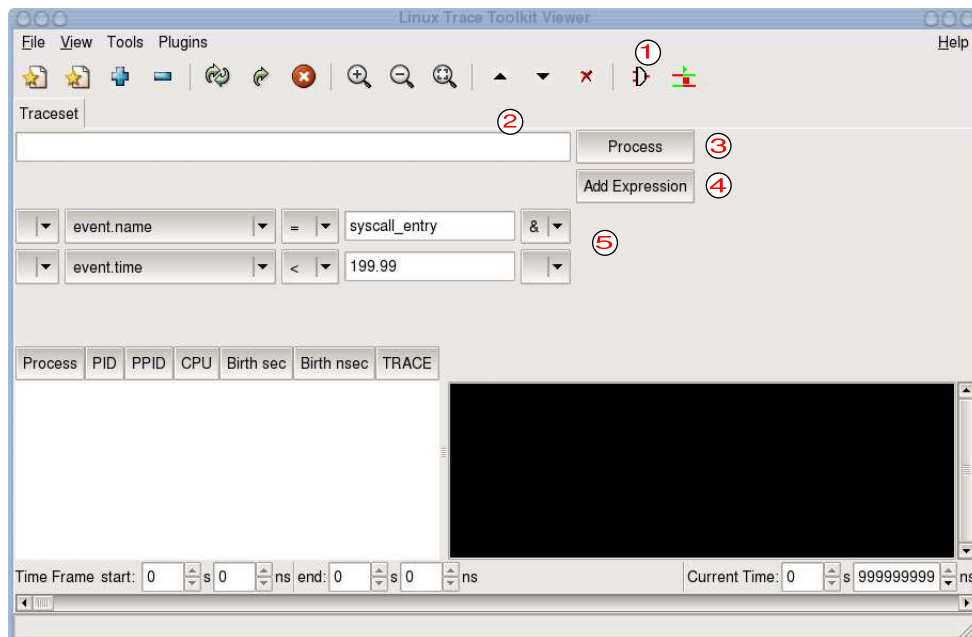 Linux Trace Toolkit Viewer
File View Tools Plugins Help
①
Traceset
②
Process ③
Add Expression ④
event.name = syscall_entry &
⑤
event.time < 199.99
Process PID PPID CPU Birth sec Birth nsec TRACE
Time Frame start: 0 s 0 ns end: 0 s 0 ns Current Time: 0 s 999999999 ns